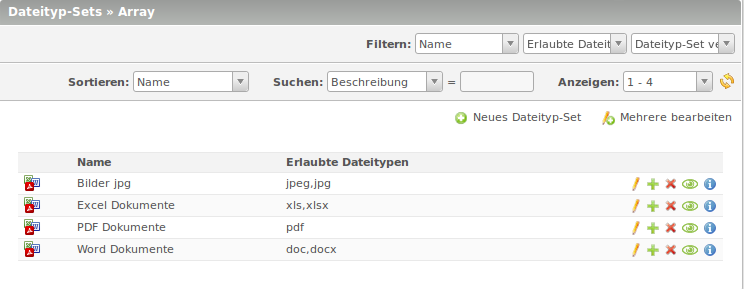 Dateityp-Sets » Array
Filtern: Name Erlaubte Dateit Dateityp-Set ve
Sortieren: Name Suchen: Beschreibung = Anzeigen: 1 - 4
Neues Dateityp-Set Mehrere bearbeiten
Name Erlaubte Dateitypen
Bilder jpg jpeg,jpg
Excel Dokumente xls,xlsx
PDF Dokumente pdf
Word Dokumente doc,docx